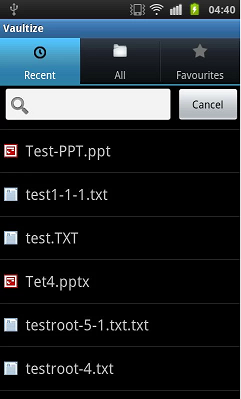 04:40
Vaultize
Recent
All
Favourites
Cancel
Test-PPT.ppt
test1-1-1.txt
test.TXT
Tet4.pptx
testroot-5-1.txt.txt
testroot-4.txt